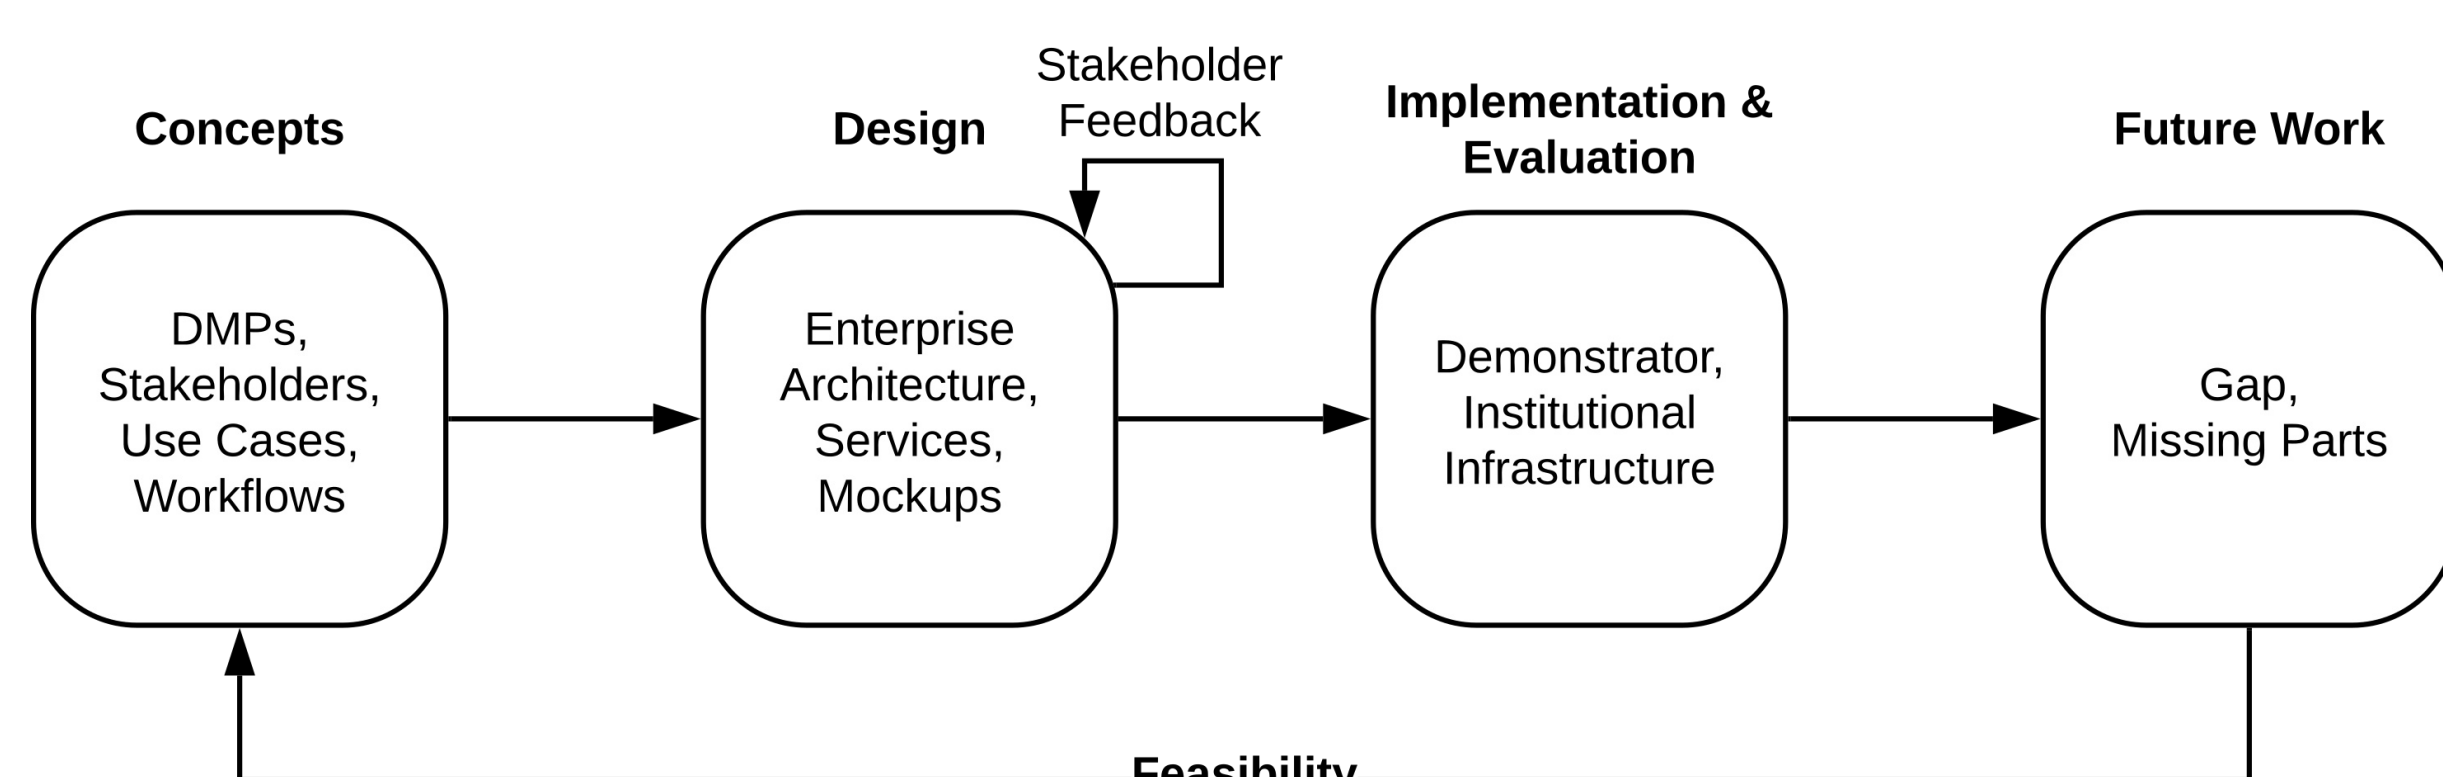 Concepts
DMPs,
Stakeholders,
Use Cases,
Workflows
Design
Stakeholder
Feedback
Enterprise
Architecture,
Services,
Mockups
Implementation &
Evaluation
Demonstrator,
Institutional
Infrastructure
Future Work
Gap,
Missing Parts
Feasibility